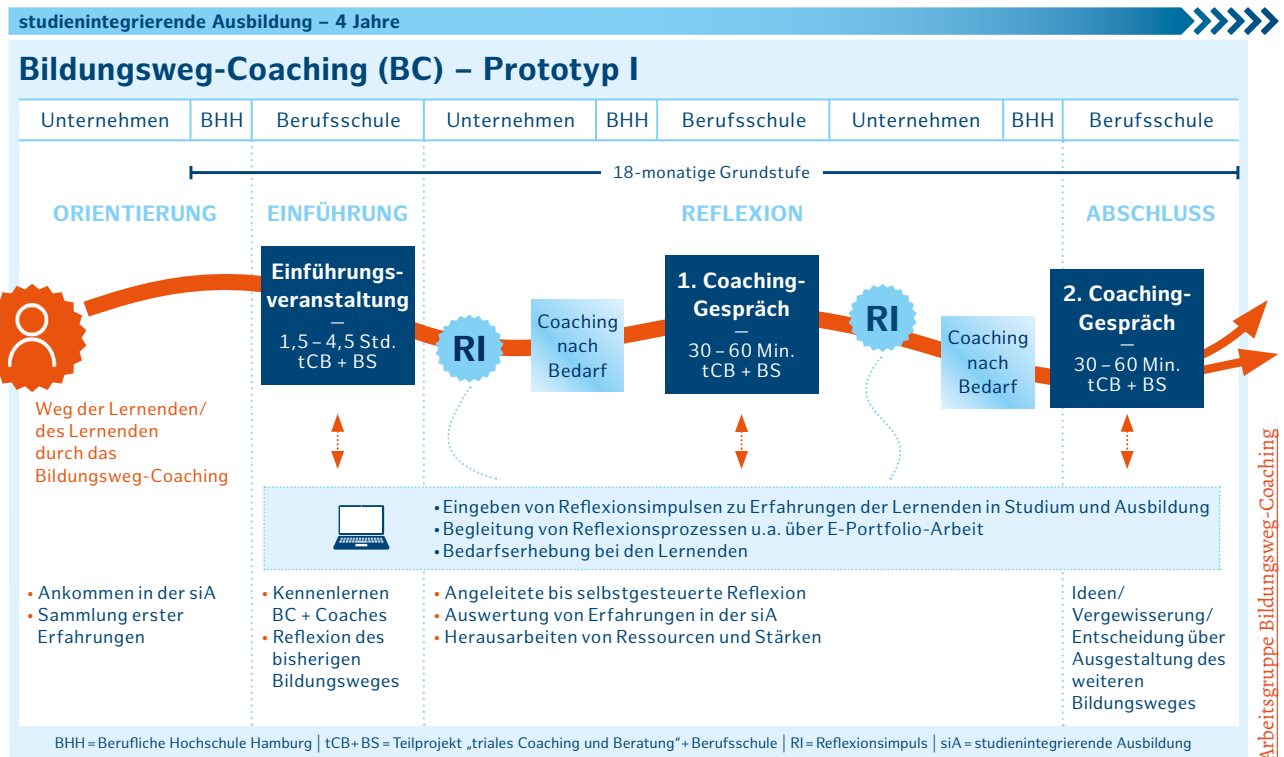 studienintegrierende Ausbildung – 4 Jahre
Bildungsweg-Coaching (BC) – Prototyp I
Unternehmen BHH Berufsschule Unternehmen BHH Berufsschule Unternehmen BHH Berufsschule
18-monatige Grundstufe
ORIENTIERUNG EINFÜHRUNG REFLEXION ABSCHLUSS
Einführungs-
veranstaltung
—
1,5 – 4,5 Std.
tCB + BS
RI
Coaching
nach
Bedarf
1. Coaching-
Gespräch
—
30 – 60 Min.
tCB + BS
RI
Coaching
nach
Bedarf
2. Coaching-
Gespräch
—
30 – 60 Min.
tCB + BS
Weg der Lernenden/
des Lernenden
durch das
Bildungsweg-Coaching
• Eingeben von Reflexionsimpulsen zu Erfahrungen der Lernenden in Studium und Ausbildung
• Begleitung von Reflexionsprozessen u.a. über E-Portfolio-Arbeit
• Bedarfserhebung bei den Lernenden
• Ankommen in der siA
• Sammlung erster
Erfahrungen
• Kennenlernen
BC + Coaches
• Reflexion des
bisherigen
Bildungsweges
• Angeleitete bis selbstgesteuerte Reflexion
• Auswertung von Erfahrungen in der siA
• Herausarbeiten von Ressourcen und Stärken
Ideen/
Vergewisserung/
Entscheidung über
Ausgestaltung des
weiteren
Bildungsweges
BHH = Berufliche Hochschule Hamburg | tCB + BS = Teilprojekt „triales Coaching und Beratung“ + Berufsschule | RI = Reflexionsimpuls | siA = studienintegrierende Ausbildung
Arbeitsgruppe Bildungsweg-Coaching